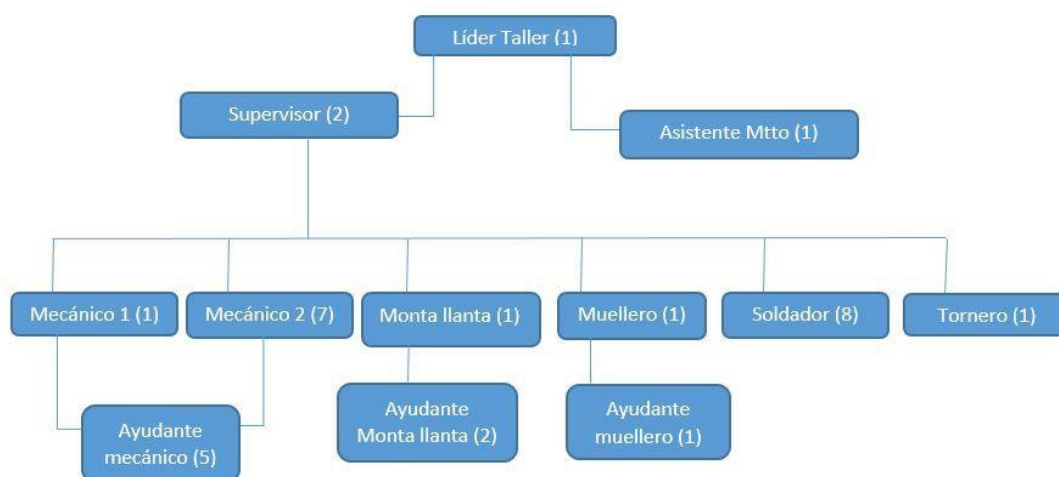 Líder Taller (1)
Supervisor (2)
Asistente Mtto (1)
Mecánico 1 (1)
Mecánico 2 (7)
Monta llanta (1)
Muellero (1)
Soldador (8)
Tornero (1)
Ayudante
mecánico (5)
Ayudante
Monta llanta (2)
Ayudante
muellero (1)